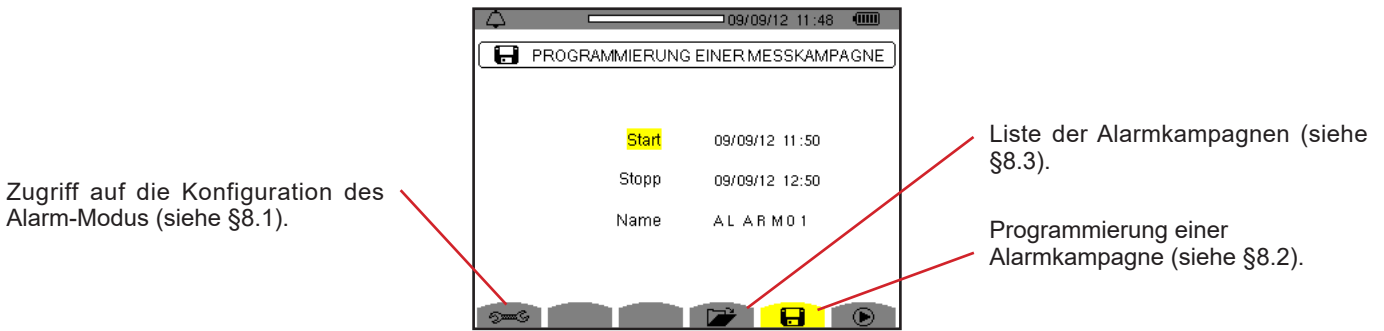 09/09/12 11:48
PROGRAMMIERUNG EINER MESSKAMPAGNE
Start 09/09/12 11:50
Stopp 09/09/12 12:50
Name ALARM01
Zugriff auf die Konfiguration des
Alarm-Modus (siehe §8.1).
Liste der Alarmkampagnen (siehe
§8.3).
Programmierung einer
Alarmkampagne (siehe §8.2).